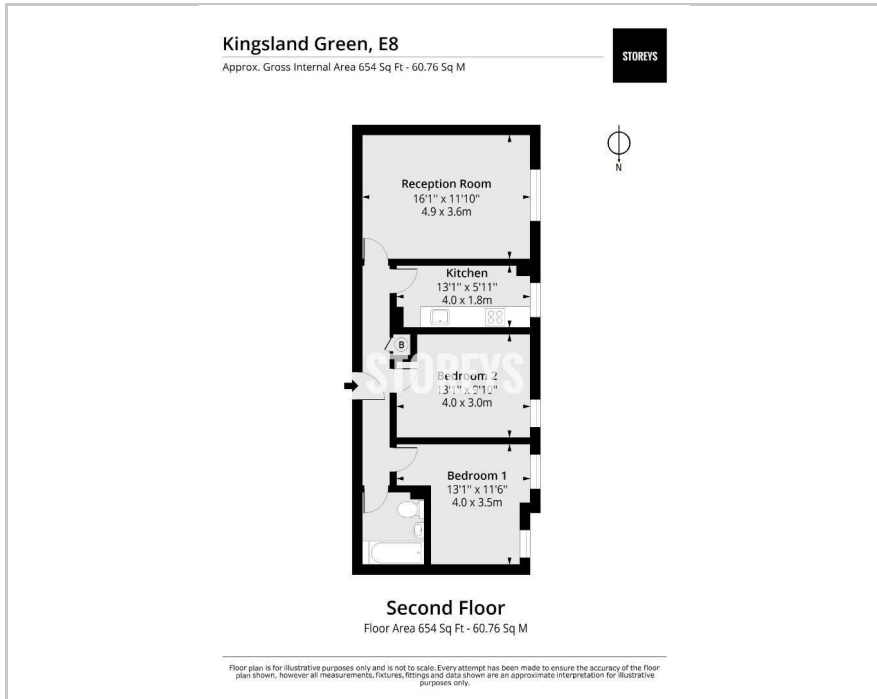 Kingsland Green, E8
Approx. Gross Internal Area 654 Sq Ft - 60.76 Sq M
STOREYS
N
Reception Room
16'1" x 11'10"
4.9 x 3.6m
Kitchen
13'1" x 5'11"
4.0 x 1.8m
B
STOREYS
Bedroom 2
13'1" x 9'10"
4.0 x 3.0m
Bedroom 1
13'1" x 11'6"
4.0 x 3.5m
Second Floor
Floor Area 654 Sq Ft - 60.76 Sq M
Floor plan is for illustrative purposes only and is not to scale. Every attempt has been made to ensure the accuracy of the floor
plan shown, however all measurements, fixtures, fittings and data shown are an approximate interpretation for illustrative
purposes only.